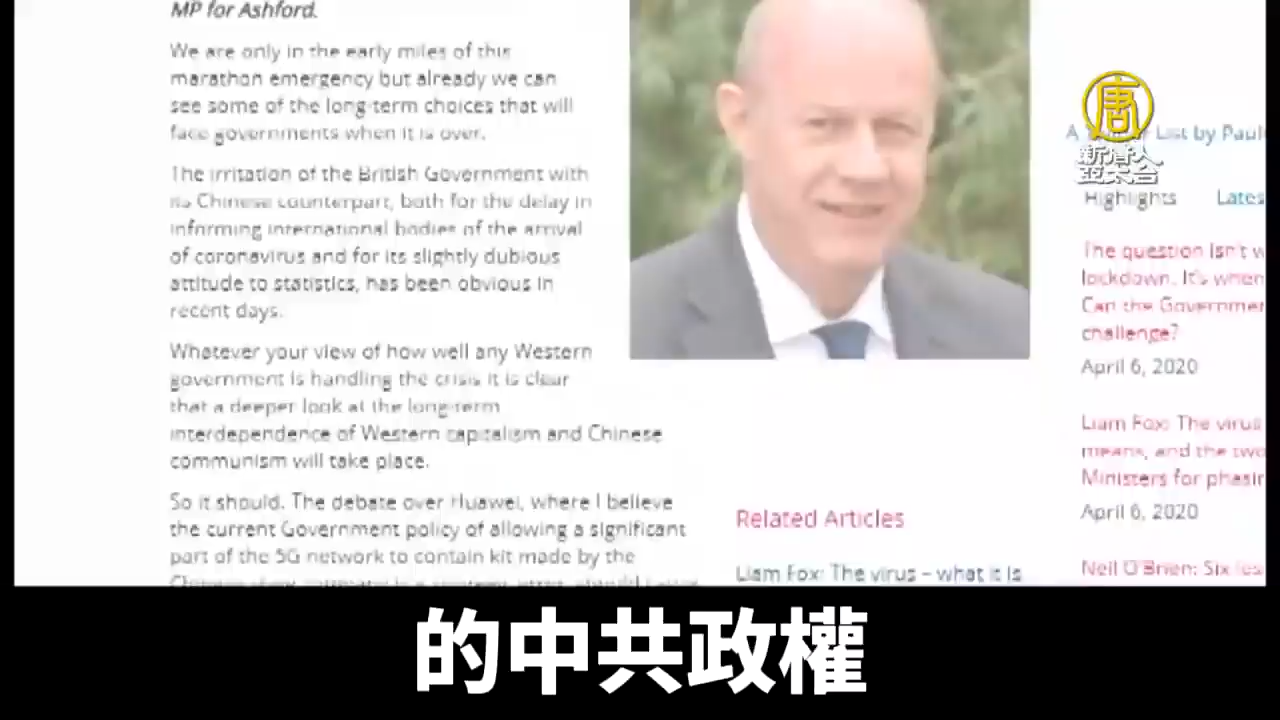 MP for Ashford.
We are only in the early miles of this
marathon emergency but already we can
see some of the long-term choices that will
face governments when it is over.
The irritation of the British Government with
its Chinese counterpart, both for the delay in
informing international bodies of the arrival
of coronavirus and for its slightly dubious
attitude to statistics, has been obvious in
recent days.
Whatever your view of how well any Western
government is handling the crisis it is clear
that a deeper look at the long-term
interdependence of Western capitalism and Chinese
communism will take place.
So it should. The debate over Huawei, where I believe
the current Government policy of allowing a significant
part of the 5G network to contain kit made by the
Related Articles
Liam Fox: The virus – what it is
唐
新唐人
亞太台
A List by Paul
Highlights Lates
The question isn't w
lockdown. It's when
Can the Governmen
challenge?
April 6, 2020
Liam Fox: The virus
means, and the two
Ministers for phasin
April 6, 2020
Neil O'Brien: Six les
的中共政權